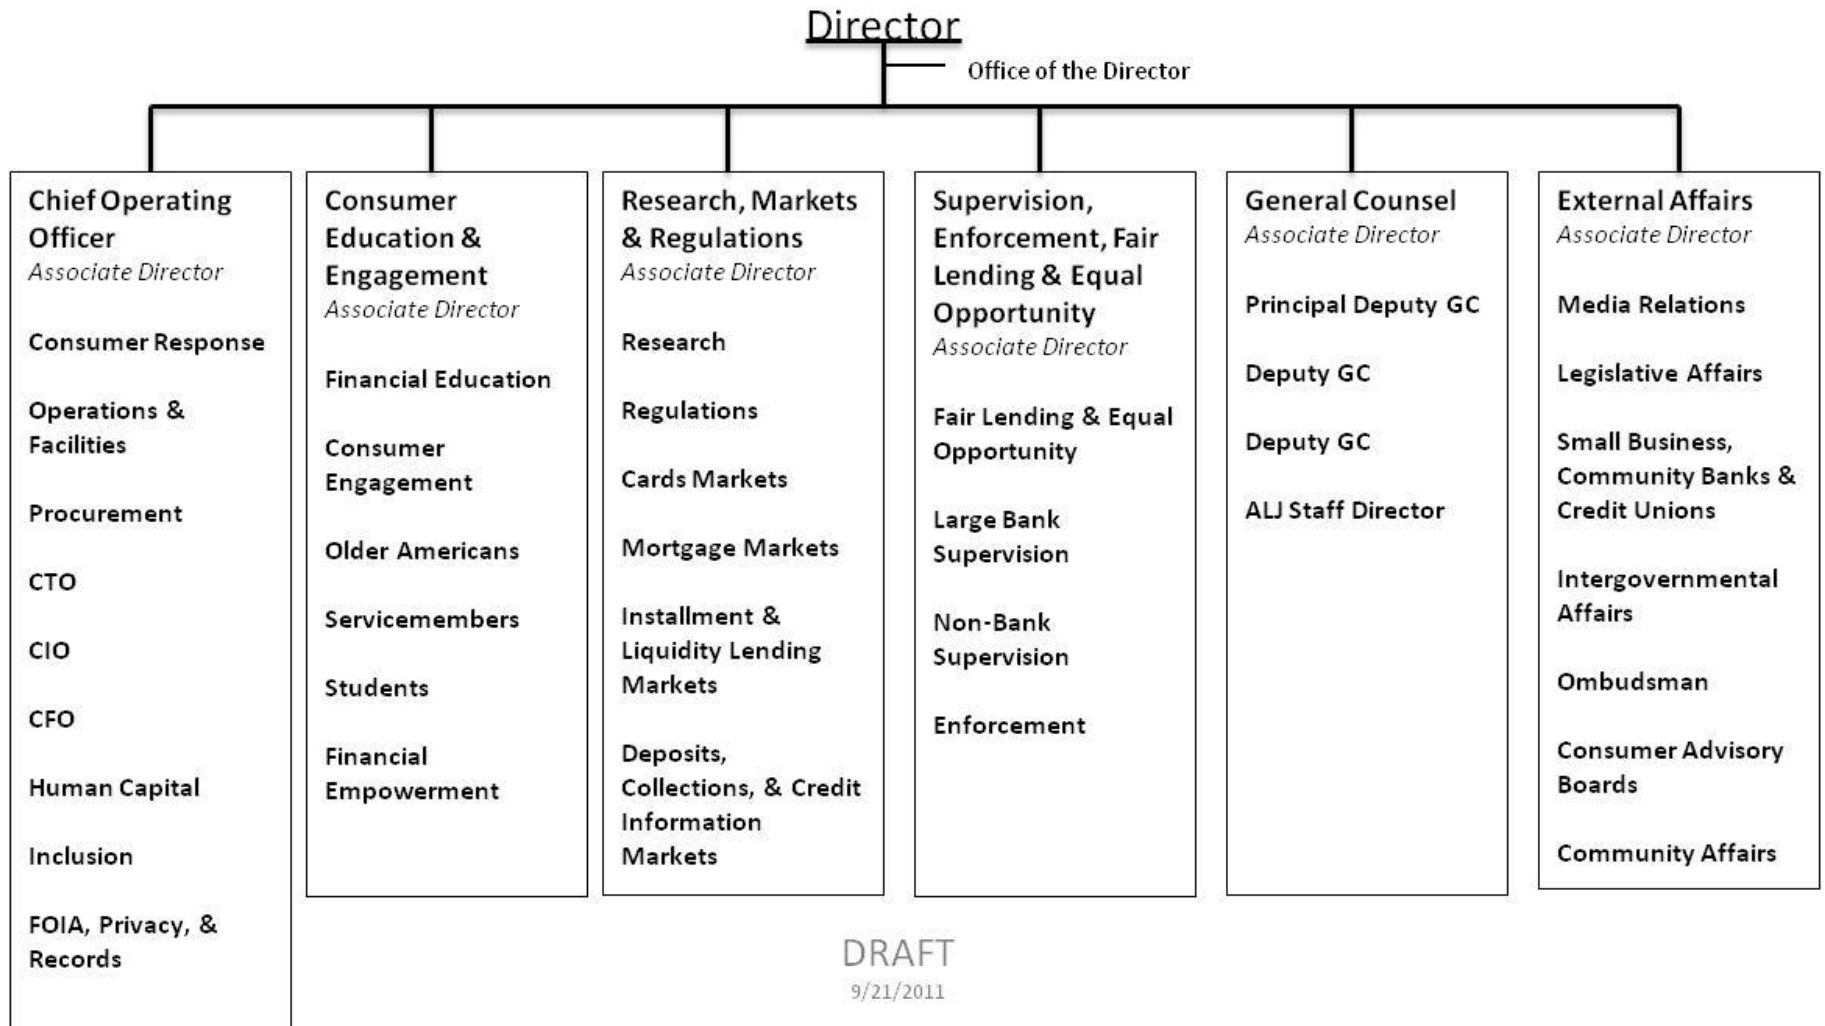 Director
Office of the Director
Chief Operating
Officer
Associate Director
Consumer Response
Operations &
Facilities
Procurement
CTO
CIO
CFO
Human Capital
Inclusion
FOIA, Privacy, &
Records
Consumer
Education &
Engagement
Associate Director
Financial Education
Consumer
Engagement
Older Americans
Servicemembers
Students
Financial
Empowerment
Research, Markets
& Regulations
Associate Director
Research
Regulations
Cards Markets
Mortgage Markets
Installment &
Liquidity Lending
Markets
Deposits,
Collections, & Credit
Information
Markets
Supervision,
Enforcement, Fair
Lending & Equal
Opportunity
Associate Director
Fair Lending & Equal
Opportunity
Large Bank
Supervision
Non-Bank
Supervision
Enforcement
General Counsel
Associate Director
Principal Deputy GC
Deputy GC
Deputy GC
ALJ Staff Director
External Affairs
Associate Director
Media Relations
Legislative Affairs
Small Business,
Community Banks &
Credit Unions
Intergovernmental
Affairs
Ombudsman
Consumer Advisory
Boards
Community Affairs
DRAFT
9/21/2011